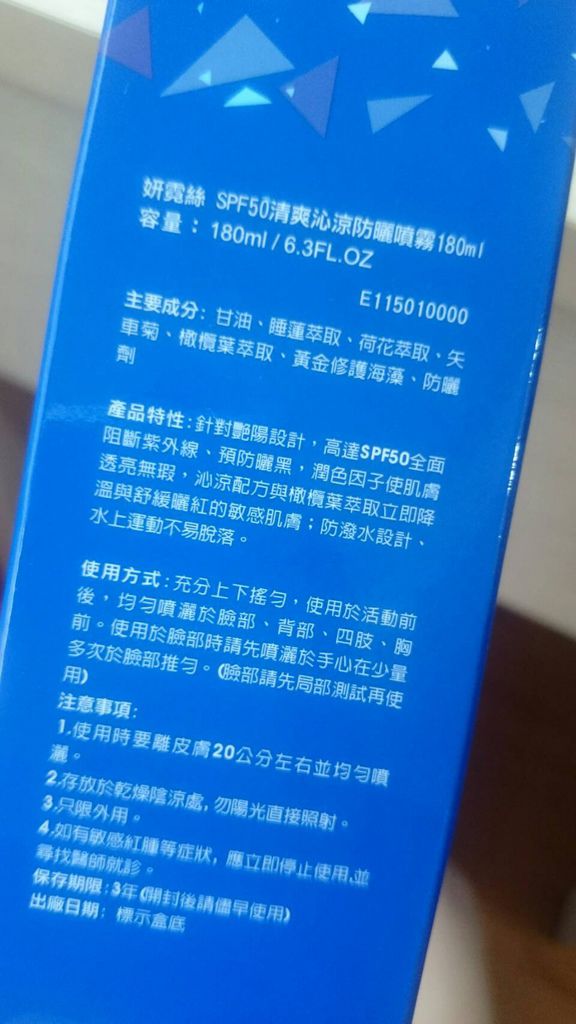 妍霓絲 SPF50清爽沁涼防曬噴霧180ml
容量：180ml / 6.3FL.OZ
E115010000
主要成分: 甘油、睡蓮萃取、荷花萃取、矢
車菊、橄欖葉萃取、黃金修護海藻、防曬
劑
產品特性:針對艷陽設計，高達SPF50全面
阻斷紫外線、預防曬黑，潤色因子使肌膚
透亮無瑕，沁涼配方與橄欖葉萃取立即降
溫與舒緩曬紅的敏感肌膚；防潑水設計、
水上運動不易脫落。
使用方式:充分上下搖勻，使用於活動前
後，均勻噴灑於臉部、背部、四肢、胸
前。使用於臉部時請先噴灑於手心在少量
多次於臉部推勻。(臉部請先局部測試再使
用)
注意事項:
1.使用時要離皮膚20公分左右並均勻噴
灑。
2.存放於乾燥陰涼處,勿陽光直接照射。
3.只限外用。
4.如有敏感紅腫等症狀,應立即停止使用,並
尋找醫師就診。
保存期限:3年(開封後請儘早使用)
出廠日期: 標示盒底